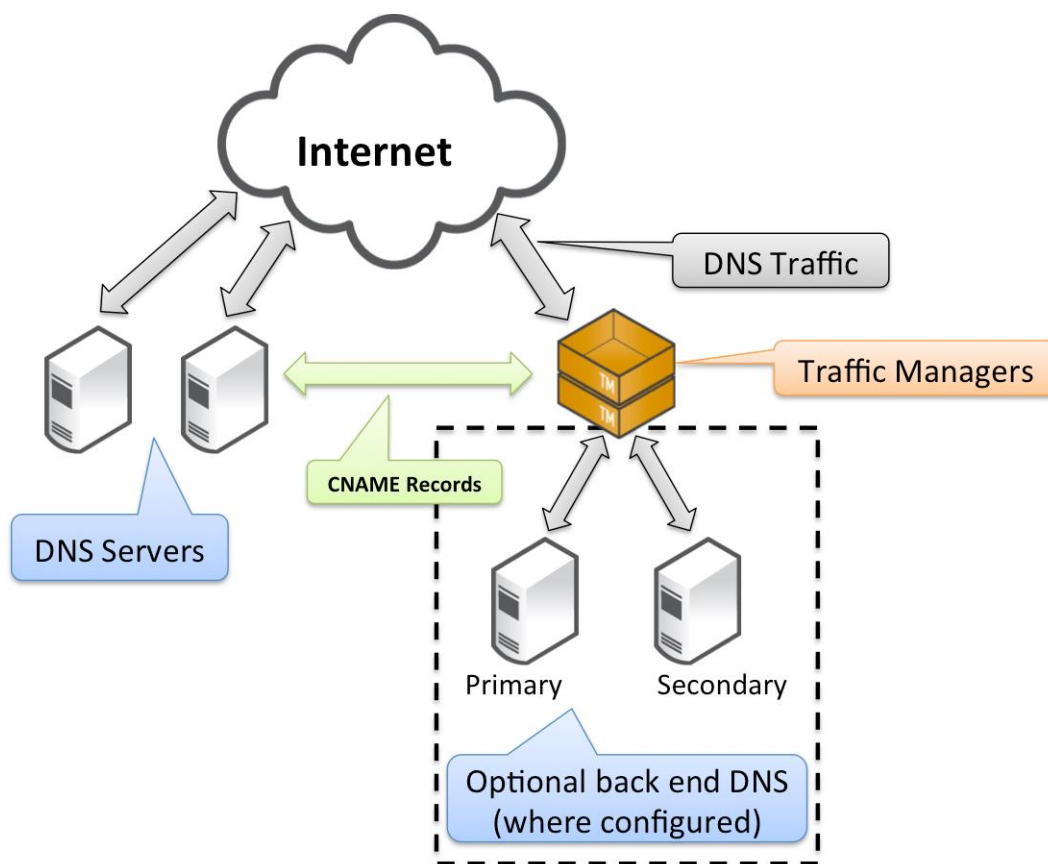 Internet
DNS Traffic
TM
TM
Traffic Managers
CNAME Records
DNS Servers
Primary
Secondary
Optional back end DNS
(where configured)